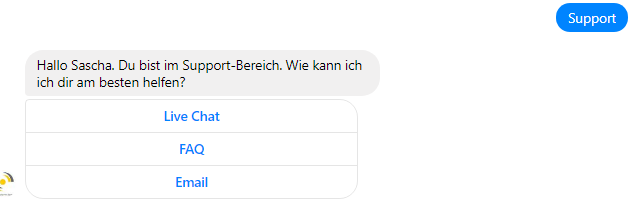 Support
Hallo Sascha. Du bist im Support-Bereich. Wie kann ich
ich dir am besten helfen?
Live Chat
FAQ
Email